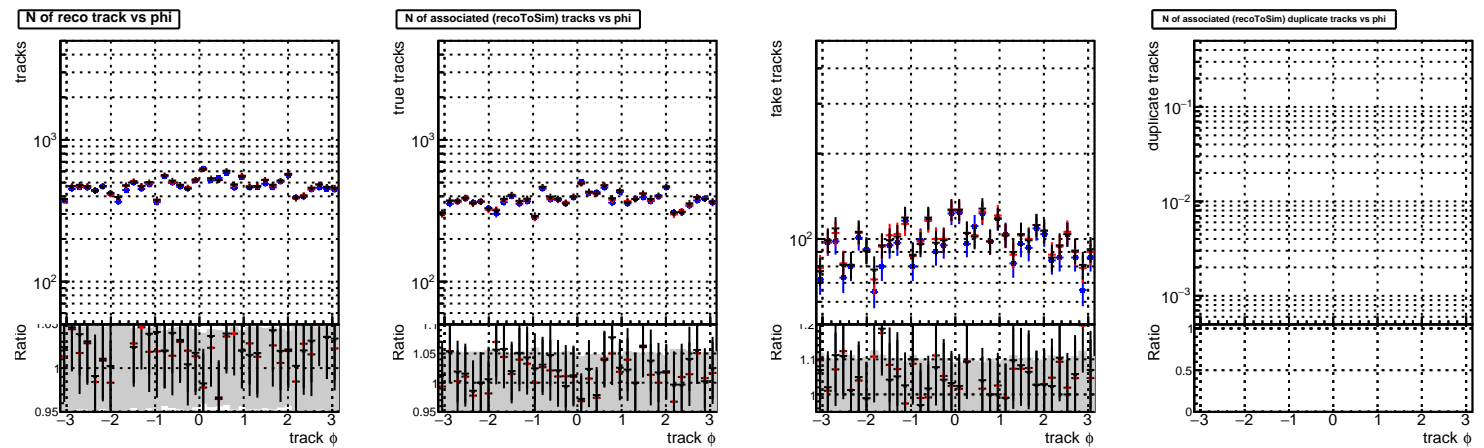 N of reco track vs phi
tracks
10³
10²
Ratio
1.05
1
0.95
−3 −2 −1 0 1 2 3
track ϕ
N of associated (recoToSim) tracks vs phi
true tracks
10³
10²
Ratio
1.1
1.05
1
0.95
−3 −2 −1 0 1 2 3
track ϕ
fake tracks
10²
Ratio
1.2
1.1
1
−3 −2 −1 0 1 2 3
track ϕ
N of associated (recoToSim) duplicate tracks vs phi
duplicate tracks
10⁻¹
10⁻²
10⁻³
Ratio
1
0.5
0
−3 −2 −1 0 1 2 3
track ϕ